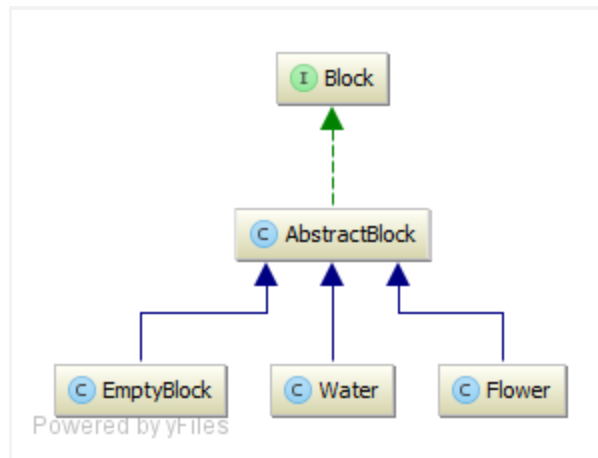 I Block
C AbstractBlock
C EmptyBlock
C Water
C Flower
Powered by yFiles